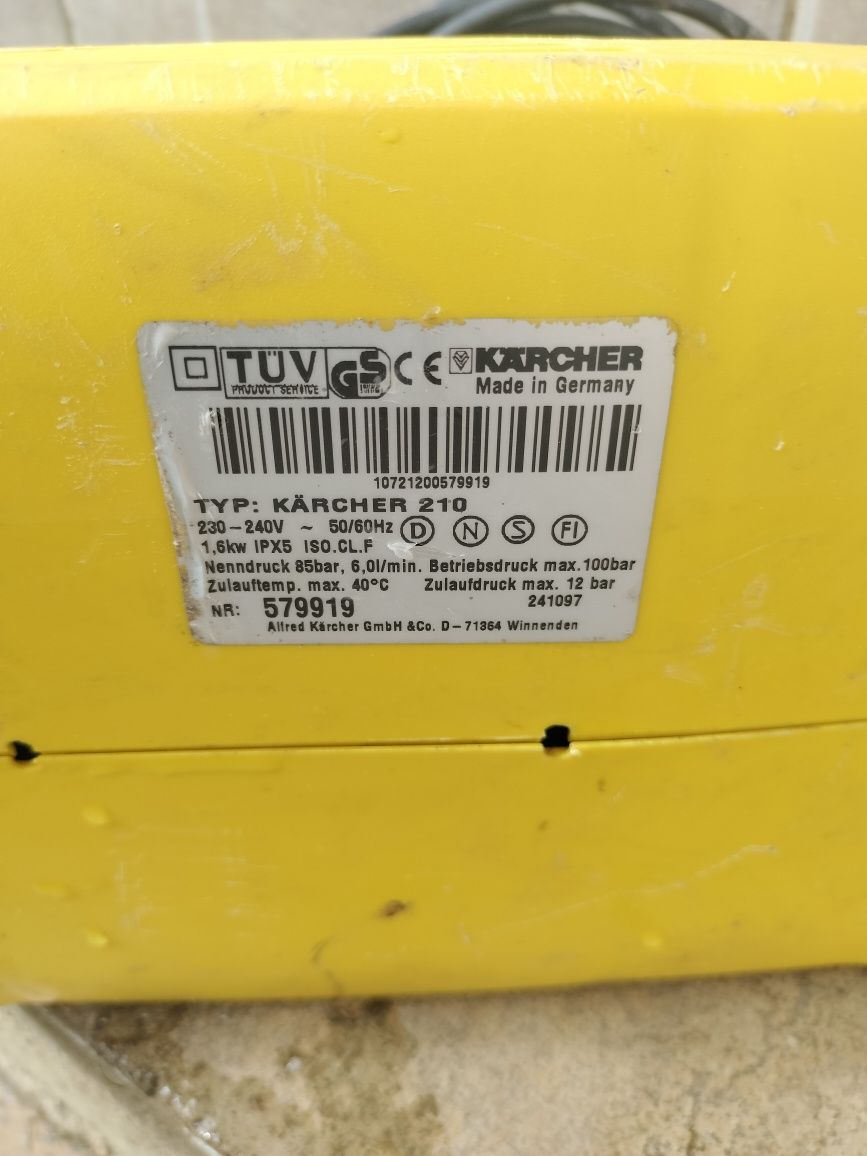 TÜV GS CE KÄRCHER
PRODUCT SERVICE
Made in Germany
10721200579919
TYP: KÄRCHER 210
230-240V ~ 50/60Hz D N S FI
1,6kw IPX5 ISO.CL.F
Nenndruck 85bar, 6,0l/min. Betriebsdruck max.100bar
Zulauftemp. max. 40°C Zulaufdruck max. 12 bar
241097
NR: 579919
Alfred Kärcher GmbH &Co. D-71364 Winnenden